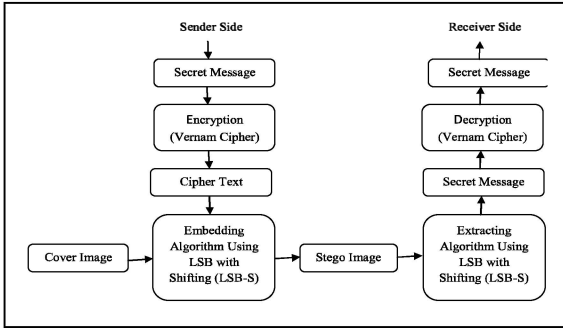 Sender Side
Receiver Side
Secret Message
Secret Message
Encryption
(Vernam Cipher)
Decryption
(Vernam Cipher)
Cipher Text
Secret Message
Cover Image
Embedding
Algorithm Using
LSB with
Shifting (LSB-S)
Stego Image
Extracting
Algorithm Using
LSB with
Shifting (LSB-S)